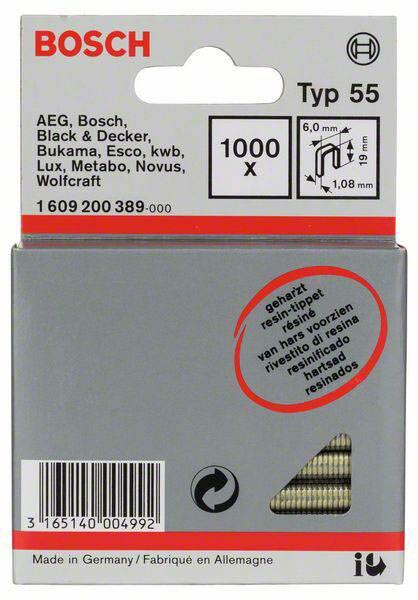 BOSCH
Typ 55
AEG, Bosch,
Black & Decker,
Bukama, Esco, kwb,
Lux, Metabo, Novus,
Wolfcraft
1 609 200 389-000
1000
x
6,0 mm
19 mm
1,08 mm
geharzt
resin-tippet
résiné
van hars voorzien
rivestito di resina
resinificado
hartsad
resinados
3 165140 004992
Made in Germany / Fabriqué en Allemagne